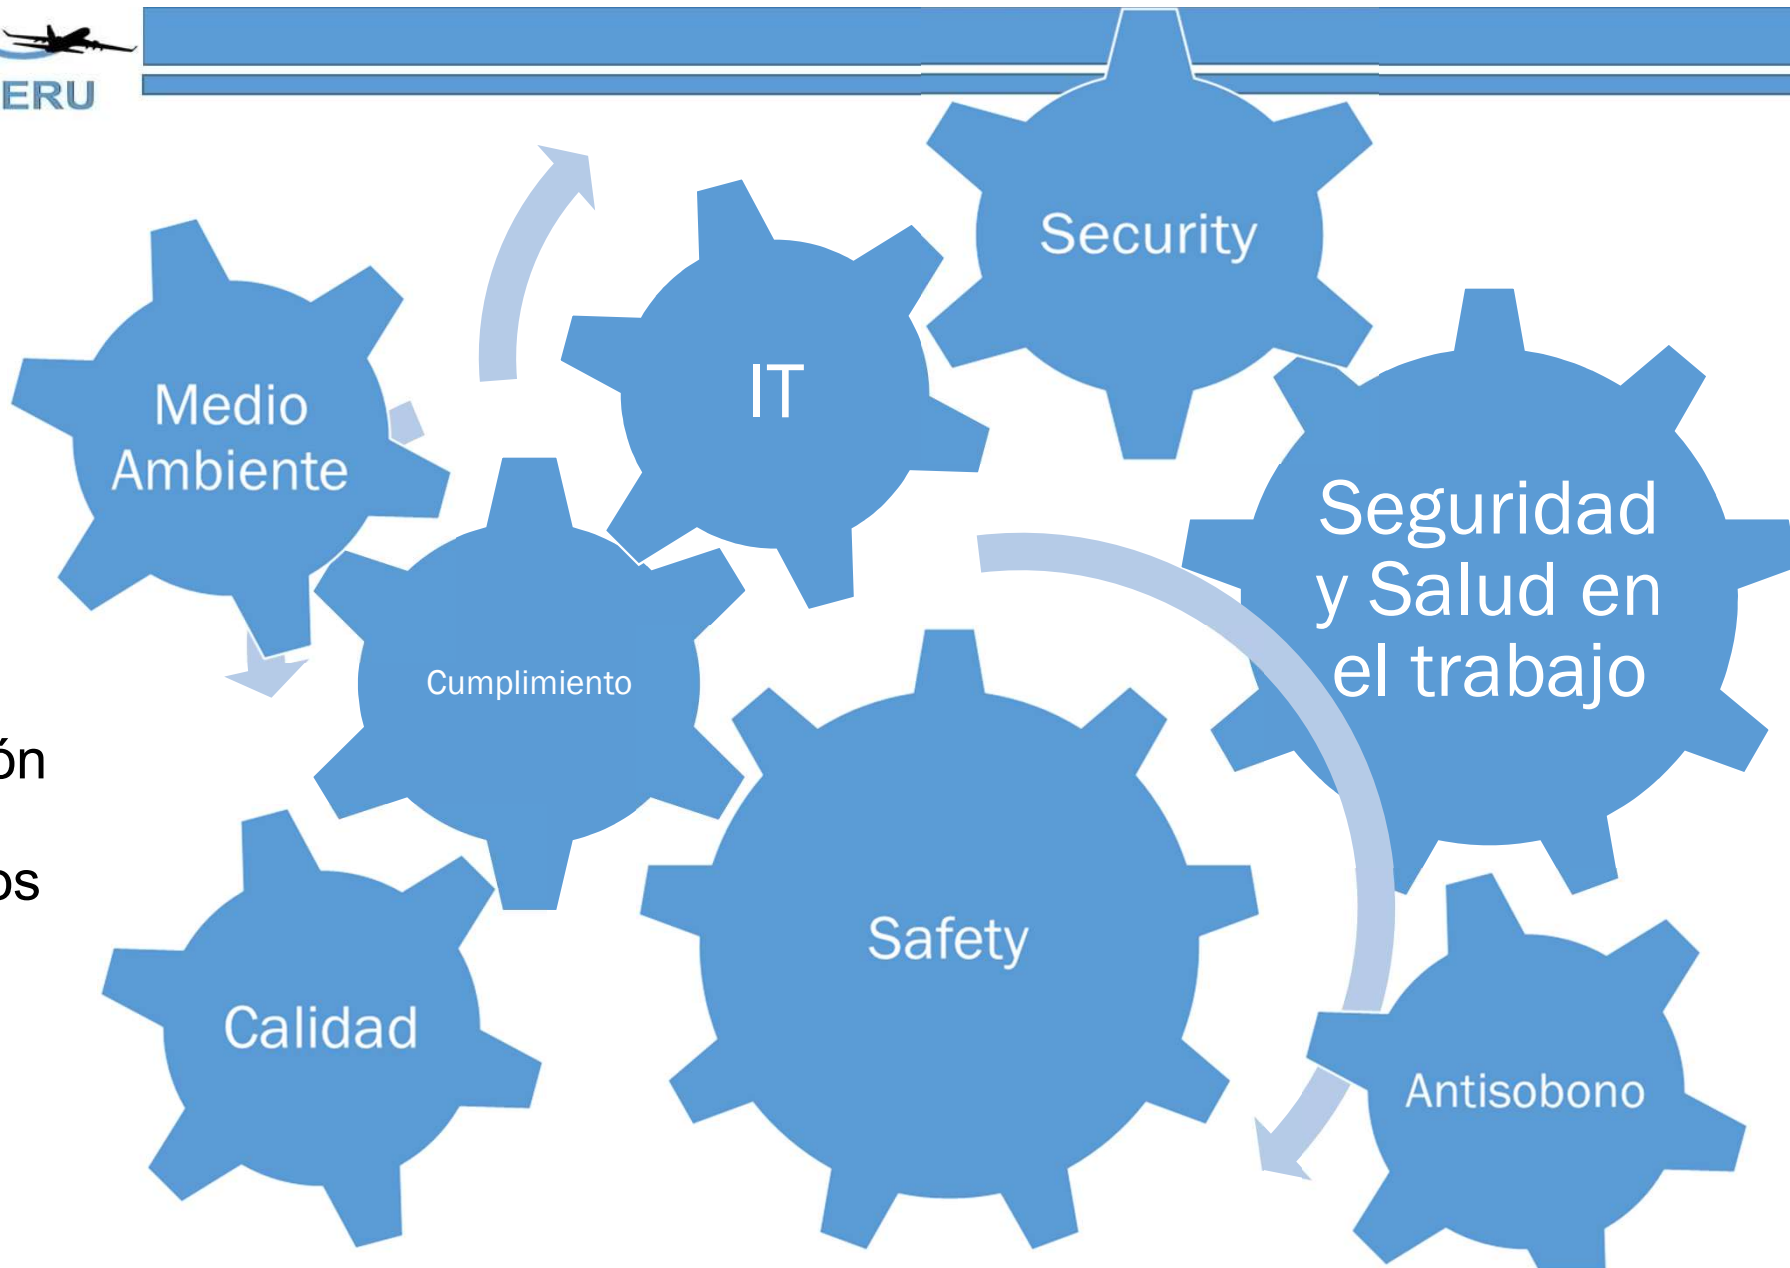 ERU
Security
IT
Medio
Ambiente
Seguridad
y Salud en
el trabajo
Cumplimiento
ón
os
Safety
Calidad
Antisobono